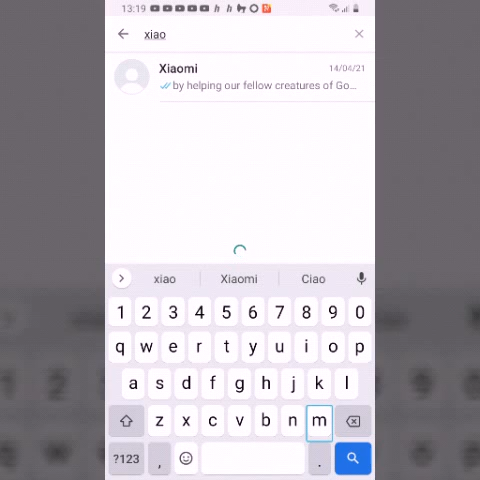 13:19
xiao
Xiaomi 14/04/21
by helping our fellow creatures of Go...
xiao Xiaomi Ciao
1 2 3 4 5 6 7 8 9 0
q w e r t y u i o p
a s d f g h j k l
z x c v b n m
?123 , .